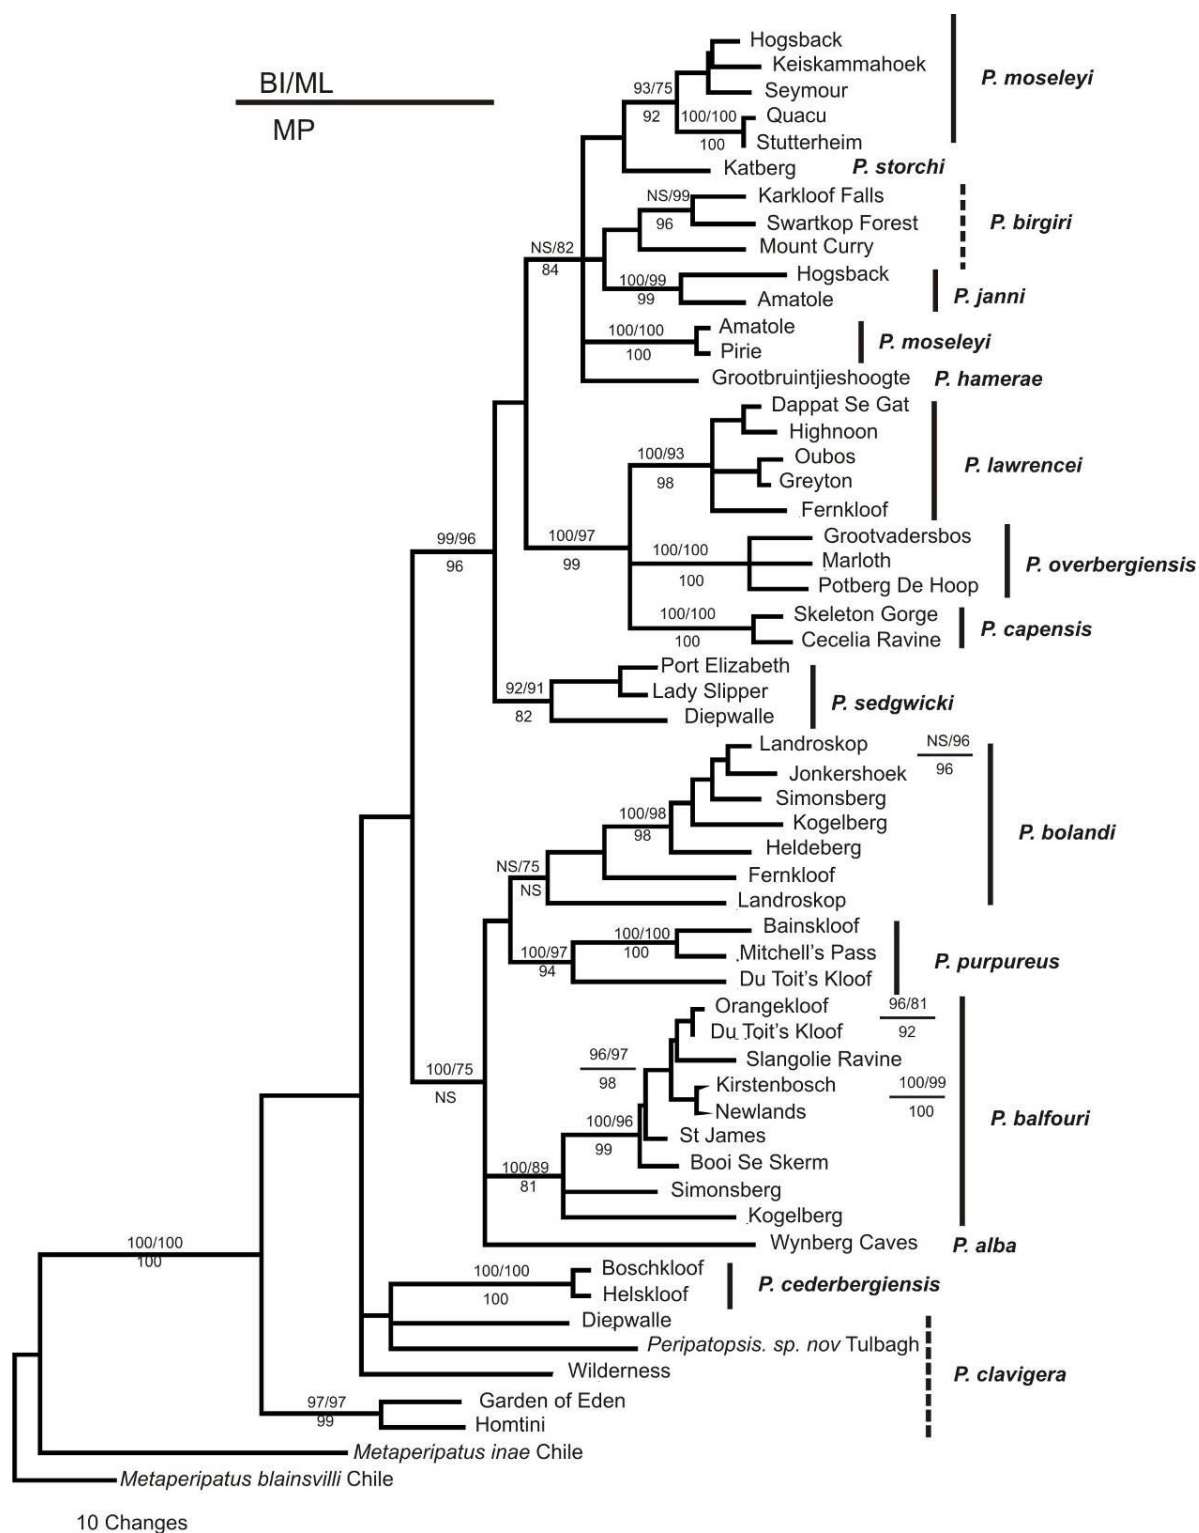 BI/ML
MP
Hogsback
Keiskammahoek
P. moseleyi
93/75
Seymour
92
100/100
Quacu
100
Stutterheim
Katberg
P. storchi
NS/99
Karkloof Falls
96
Swartkop Forest
P. birgiri
NS/82
Mount Curry
84
100/99
Hogsback
99
Amatole
P. janni
100/100
Amatole
100
Pirie
P. moseleyi
Grootbruintjieshoogte
P. hamerae
Dappat Se Gat
Highnoon
100/93
Oubos
P. lawrencei
98
Greyton
Fernkloof
100/97
Grootvadersbos
99/96
100/100
Marloth
P. overbergiensis
96
99
100
Potberg De Hoop
100/100
Skeleton Gorge
P. capensis
100
Cecelia Ravine
Port Elizabeth
92/91
Lady Slipper
P. sedgwicki
82
Diepwalle
Landroskop
NS/96
Jonkershoek
96
Simonsberg
100/98
Kogelberg
P. bolandi
98
Heldeberg
NS/75
Fernkloof
NS
Landroskop
100/100
Bainskloof
100/97
100
Mitchell's Pass
P. purpureus
94
Du Toit's Kloof
Orangekloof
96/81
Du Toit's Kloof
92
96/97
Slangolie Ravine
100/75
98
Kirstenbosch
100/99
NS
Newlands
100
P. balfouri
100/96
St James
99
Booi Se Skerm
100/89
81
Simonsberg
Kogelberg
100/100
Wynberg Caves
P. alba
100
100/100
Boschkloof
P. cederbergiensis
100
Helskloof
Diepwalle
Peripatopsis. sp. nov Tulbagh
Wilderness
P. clavigera
97/97
Garden of Eden
99
Homtini
Metaperipatus inae Chile
Metaperipatus blainsvilli Chile
10 Changes